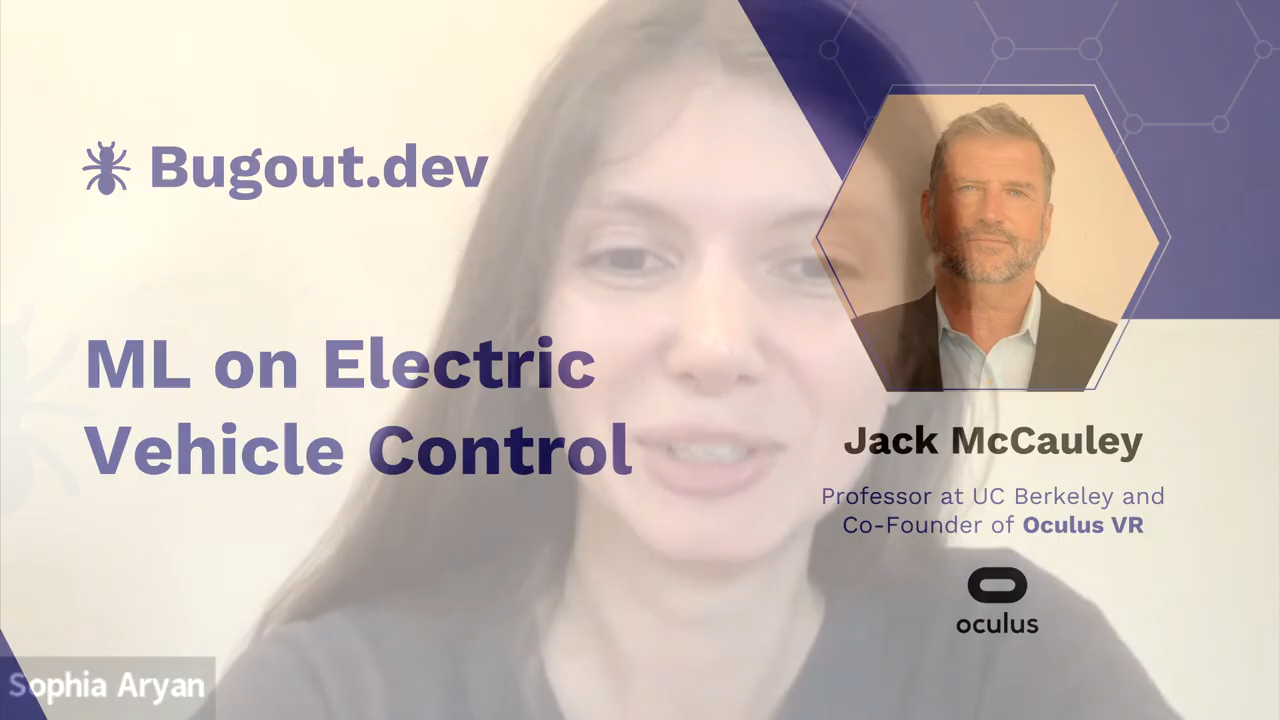 Bugout.dev
ML on Electric
Vehicle Control
Jack McCauley
Professor at UC Berkeley and
Co-Founder of Oculus VR
oculus
Sophia Aryan